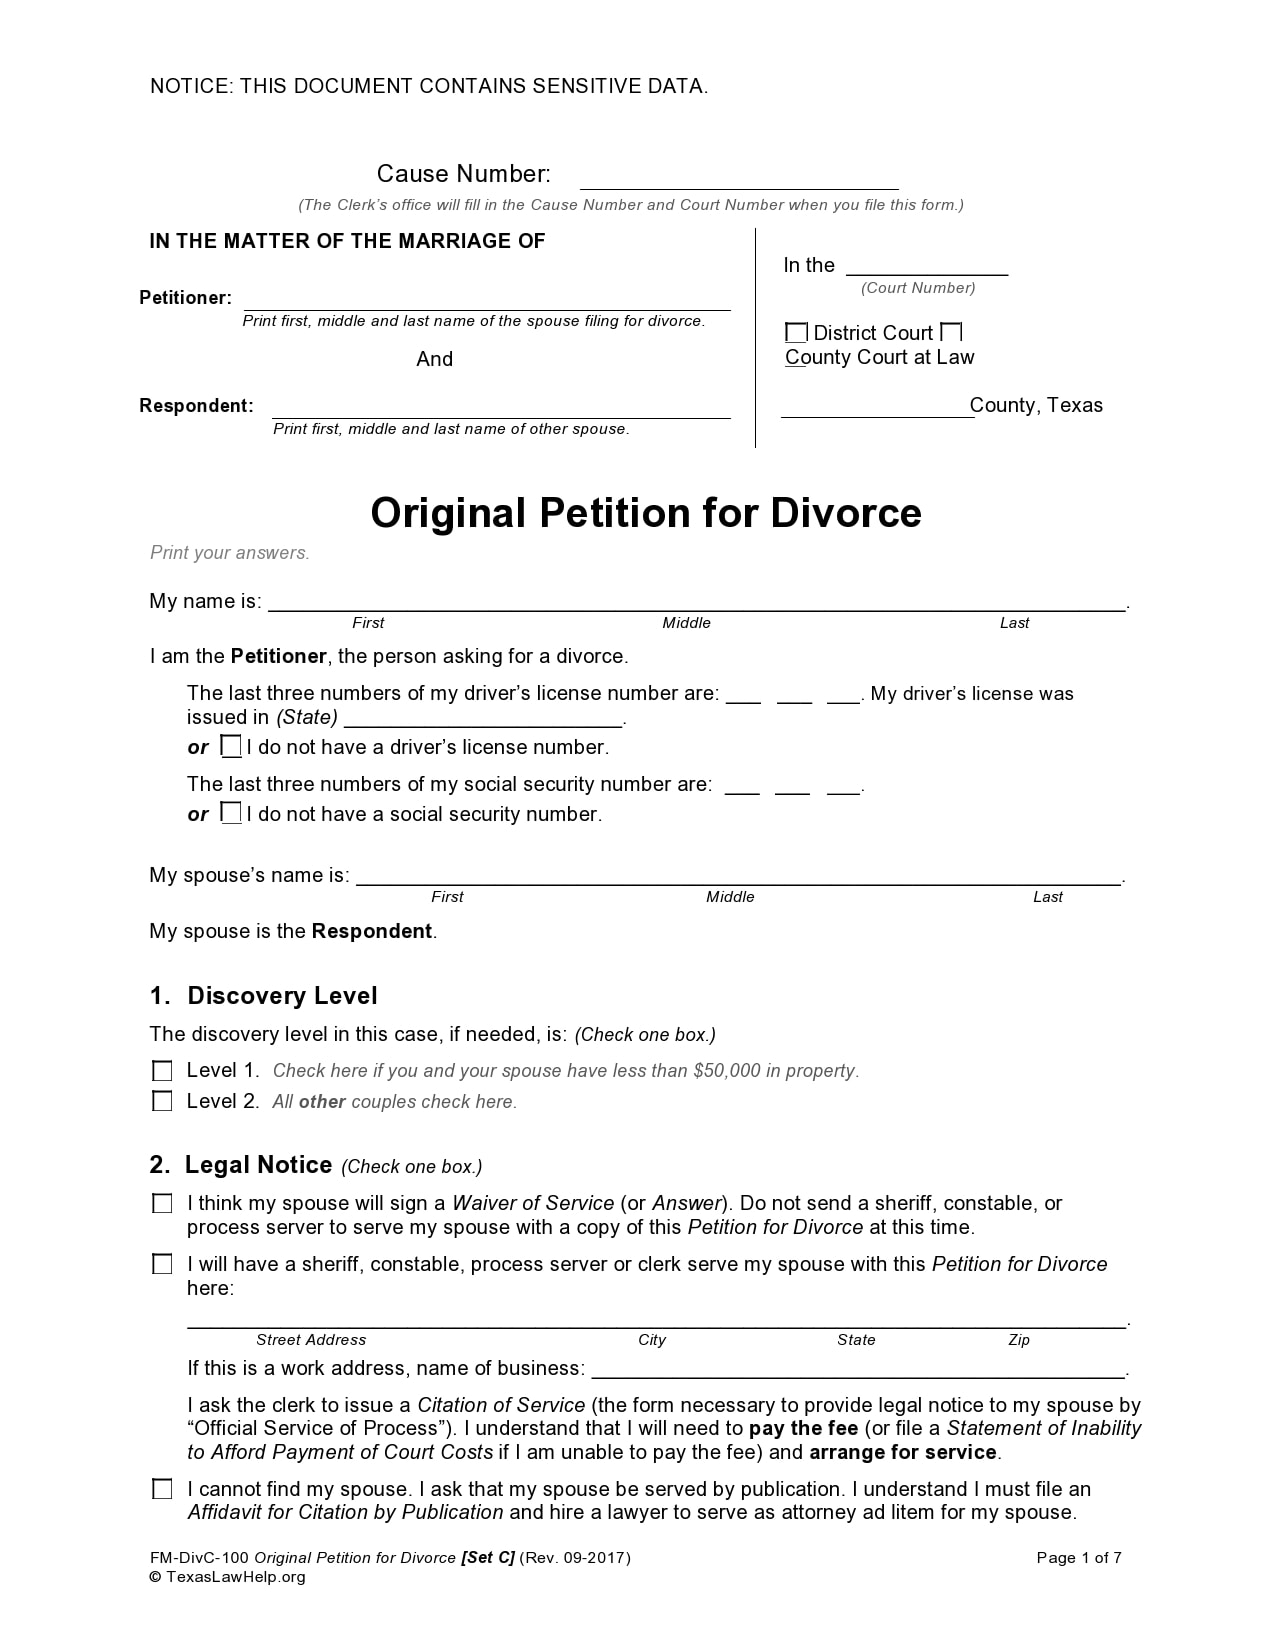 NOTICE: THIS DOCUMENT CONTAINS SENSITIVE DATA.
Cause Number: ____________________
(The Clerk’s office will fill in the Cause Number and Court Number when you file this form.)
IN THE MATTER OF THE MARRIAGE OF
Petitioner: ____________________
Print first, middle and last name of the spouse filing for divorce.
And
Respondent: ____________________
Print first, middle and last name of other spouse.
In the _______________
(Court Number)
☐ District Court ☐
County Court at Law
__________________County, Texas
Original Petition for Divorce
Print your answers.
My name is: ____________________.
First Middle Last
I am the Petitioner, the person asking for a divorce.
The last three numbers of my driver’s license number are: ___ ___ ___. My driver’s license was
issued in (State) ____________________.
or ☐ I do not have a driver’s license number.
The last three numbers of my social security number are: ___ ___ ___.
or ☐ I do not have a social security number.
My spouse’s name is: ____________________.
First Middle Last
My spouse is the Respondent.
1. Discovery Level
The discovery level in this case, if needed, is: (Check one box.)
☐ Level 1. Check here if you and your spouse have less than $50,000 in property.
☐ Level 2. All other couples check here.
2. Legal Notice (Check one box.)
☐ I think my spouse will sign a Waiver of Service (or Answer). Do not send a sheriff, constable, or
process server to serve my spouse with a copy of this Petition for Divorce at this time.
☐ I will have a sheriff, constable, process server or clerk serve my spouse with this Petition for Divorce
here:
____________________.
Street Address City State Zip
If this is a work address, name of business: ____________________.
I ask the clerk to issue a Citation of Service (the form necessary to provide legal notice to my spouse by
“Official Service of Process”). I understand that I will need to pay the fee (or file a Statement of Inability
to Afford Payment of Court Costs if I am unable to pay the fee) and arrange for service.
☐ I cannot find my spouse. I ask that my spouse be served by publication. I understand I must file an
Affidavit for Citation by Publication and hire a lawyer to serve as attorney ad litem for my spouse.
FM-DivC-100 Original Petition for Divorce [Set C] (Rev. 09-2017) Page 1 of 7
© TexasLawHelp.org